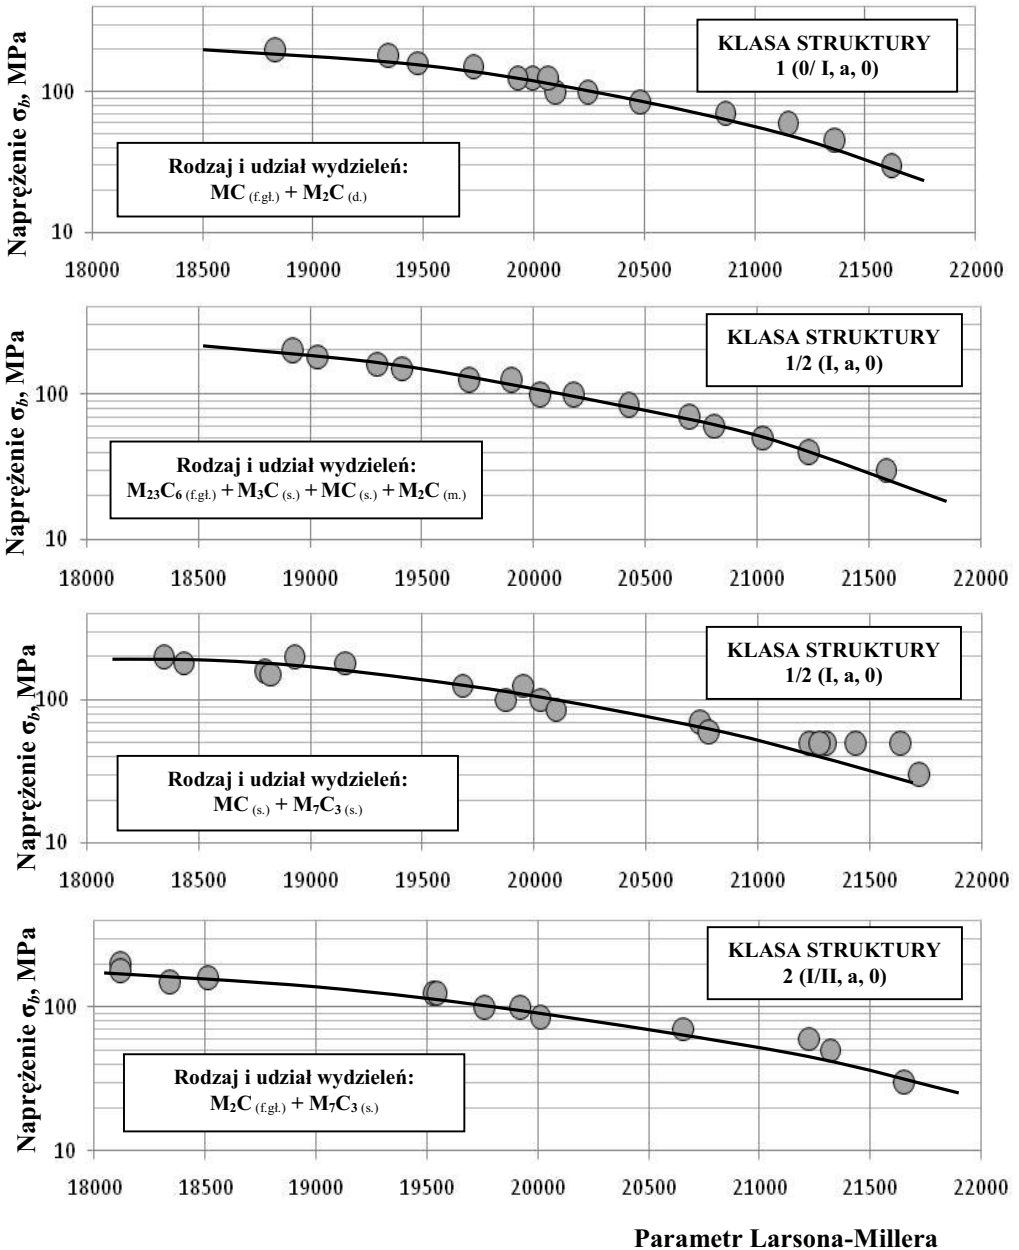 Naprężenie σb, MPa
100
10
KLASA STRUKTURY
1 (0/ I, a, 0)
Rodzaj i udział wydzieleń:
MC (f.gł.) + M2C (d.)
18000 18500 19000 19500 20000 20500 21000 21500 22000
Naprężenie σb, MPa
100
10
KLASA STRUKTURY
1/2 (I, a, 0)
Rodzaj i udział wydzieleń:
M23C6 (f.gł.) + M3C (s.) + MC (s.) + M2C (m.)
18000 18500 19000 19500 20000 20500 21000 21500 22000
Naprężenie σb, MPa
100
10
KLASA STRUKTURY
1/2 (I, a, 0)
Rodzaj i udział wydzieleń:
MC (s.) + M7C3 (s.)
18000 18500 19000 19500 20000 20500 21000 21500 22000
Naprężenie σb, MPa
100
10
KLASA STRUKTURY
2 (I/II, a, 0)
Rodzaj i udział wydzieleń:
M2C (f.gł.) + M7C3 (s.)
18000 18500 19000 19500 20000 20500 21000 21500 22000
Parametr Larsona-Millera